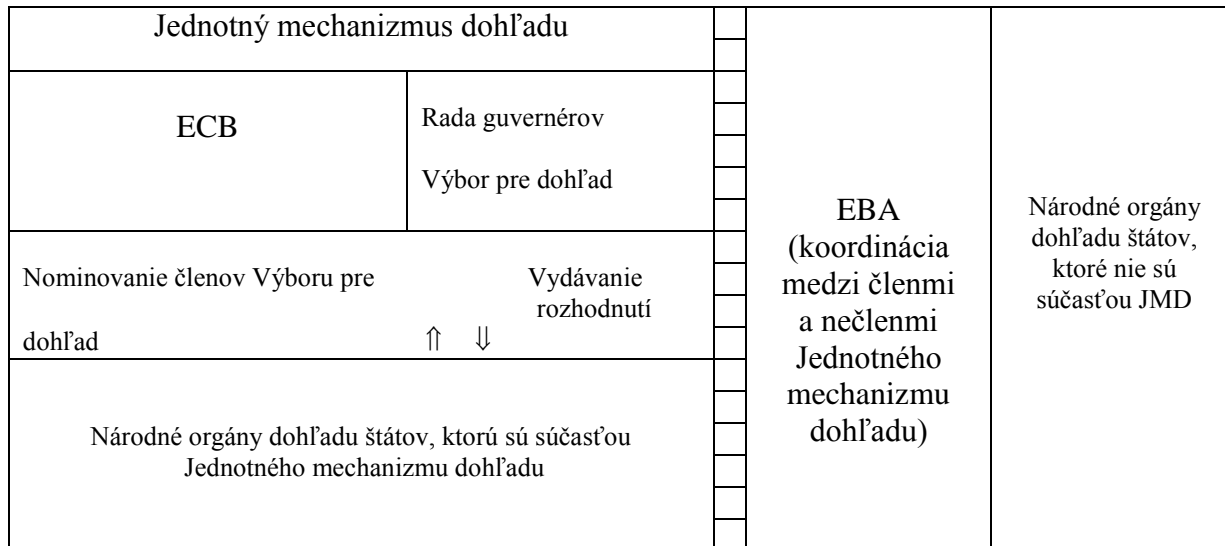 Jednotný mechanizmus dohľadu
ECB
Rada guvernérov
Výbor pre dohľad
Nominovanie členov Výboru pre
dohľad
Vydávanie
rozhodnutí
⇑ ⇓
Národné orgány dohľadu štátov, ktorú sú súčasťou
Jednotného mechanizmu dohľadu
EBA
(koordinácia
medzi členmi
a nečlenmi
Jednotného
mechanizmu
dohľadu)
Národné orgány
dohľadu štátov,
ktoré nie sú
súčasťou JMD